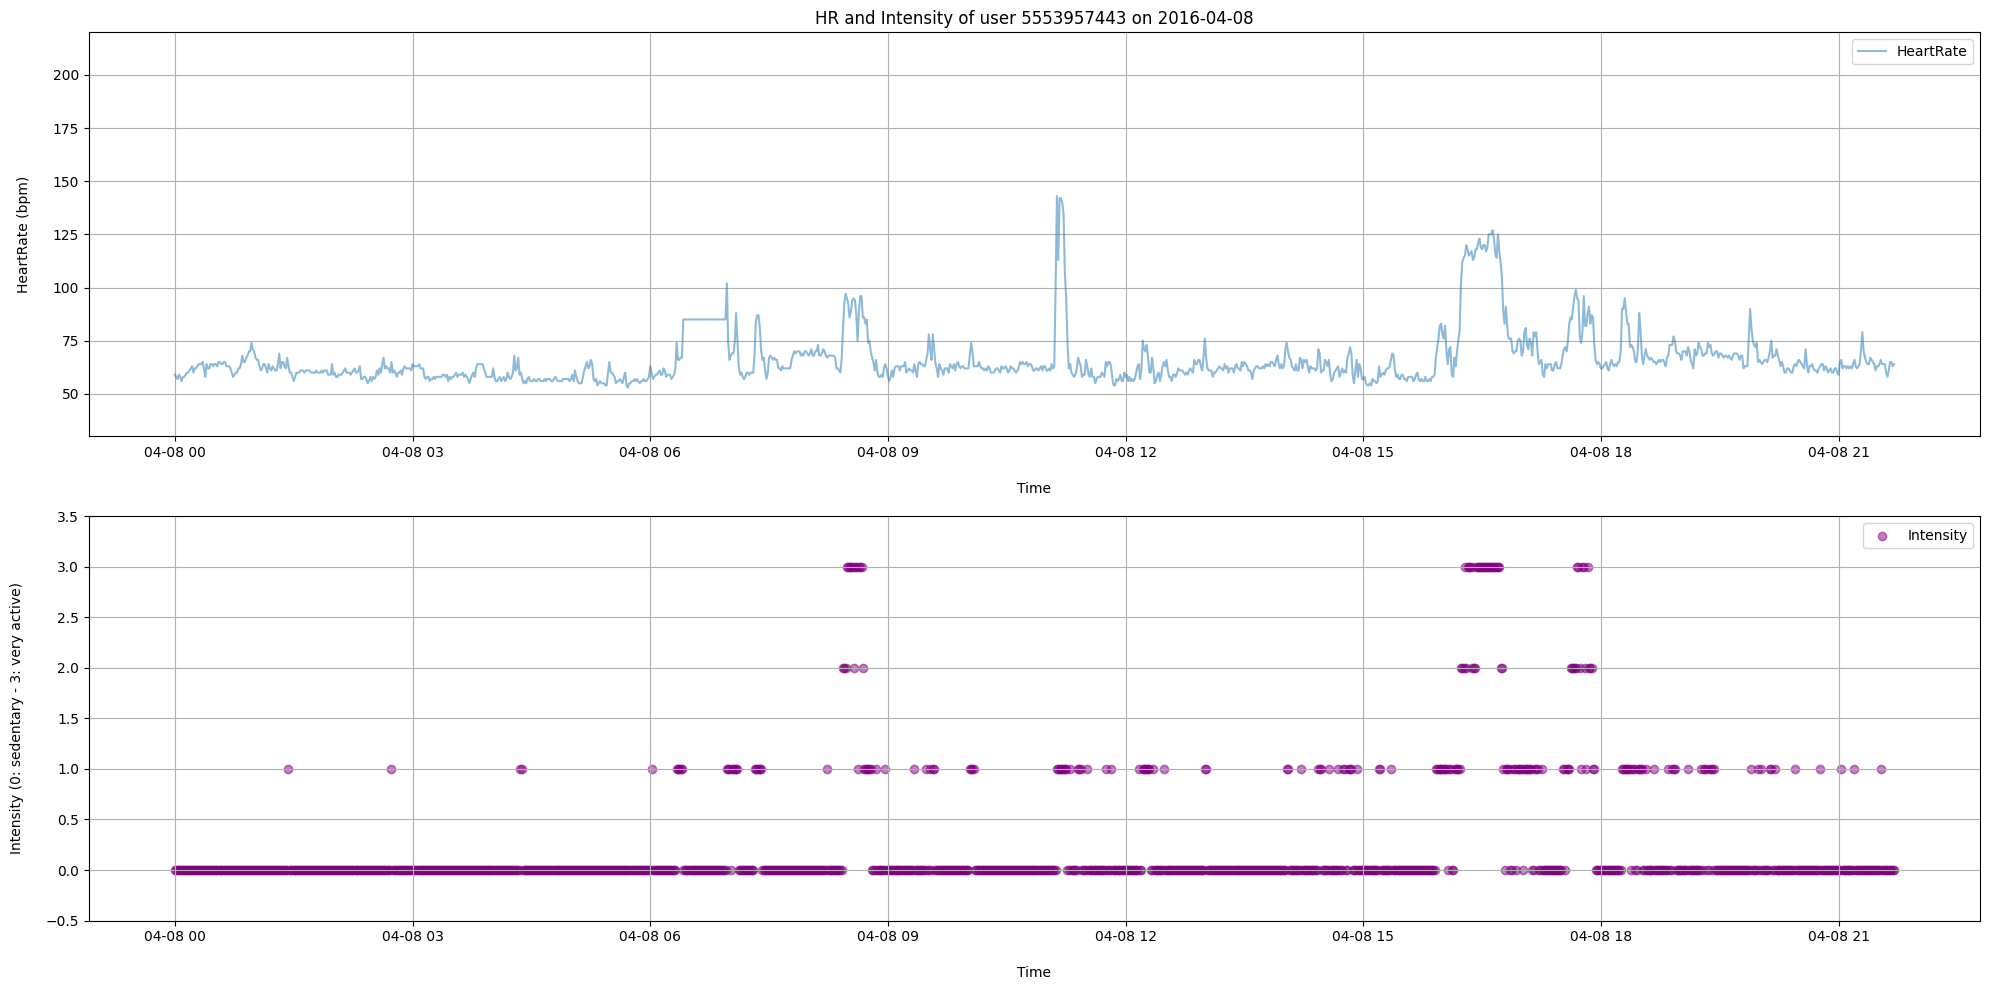 HR and Intensity of user 5553957443 on 2016-04-08
HeartRate
200
175
150
125
100
75
50
HeartRate (bpm)
04-08 00 04-08 03 04-08 06 04-08 09 04-08 12 04-08 15 04-08 18 04-08 21
Time
Intensity
3.5
3.0
2.5
2.0
1.5
1.0
0.5
0.0
−0.5
Intensity (0: sedentary - 3: very active)
04-08 00 04-08 03 04-08 06 04-08 09 04-08 12 04-08 15 04-08 18 04-08 21
Time